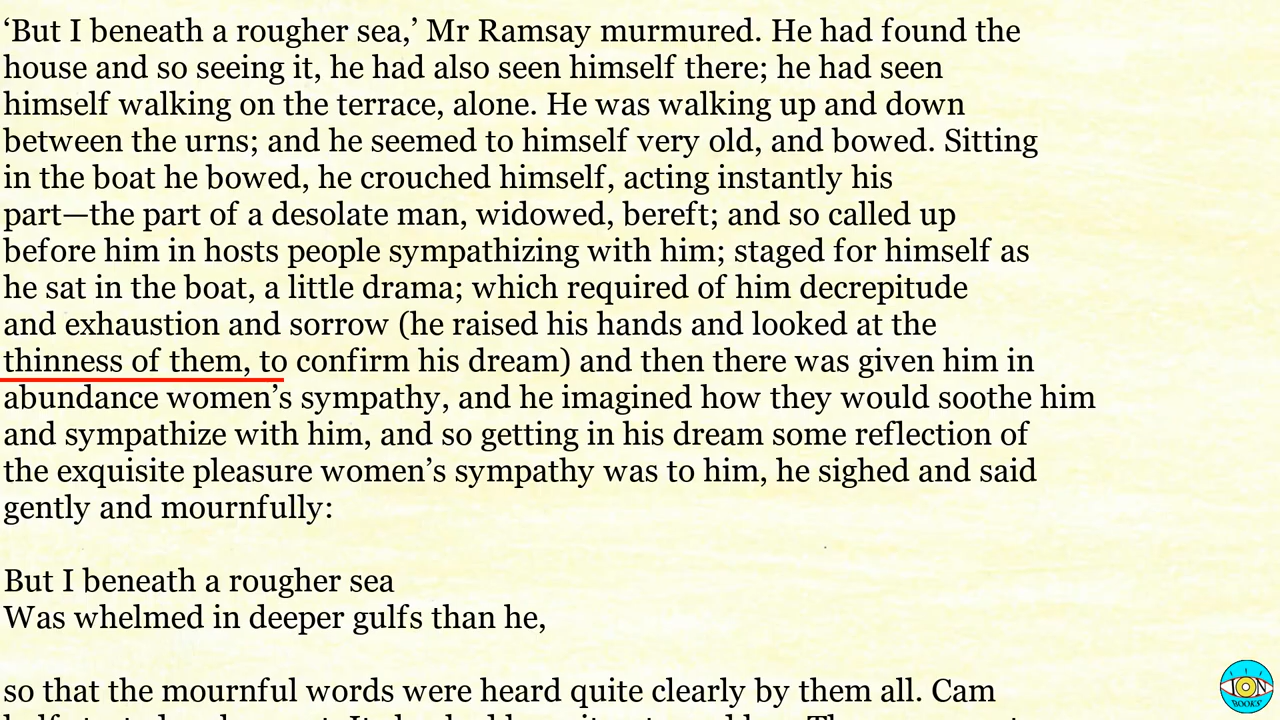 ‘But I beneath a rougher sea,’ Mr Ramsay murmured. He had found the
house and so seeing it, he had also seen himself there; he had seen
himself walking on the terrace, alone. He was walking up and down
between the urns; and he seemed to himself very old, and bowed. Sitting
in the boat he bowed, he crouched himself, acting instantly his
part—the part of a desolate man, widowed, bereft; and so called up
before him in hosts people sympathizing with him; staged for himself as
he sat in the boat, a little drama; which required of him decrepitude
and exhaustion and sorrow (he raised his hands and looked at the
thinness of them, to confirm his dream) and then there was given him in
abundance women’s sympathy, and he imagined how they would soothe him
and sympathize with him, and so getting in his dream some reflection of
the exquisite pleasure women’s sympathy was to him, he sighed and said
gently and mournfully:
But I beneath a rougher sea
Was whelmed in deeper gulfs than he,
so that the mournful words were heard quite clearly by them all. Cam
ION
BOOKS